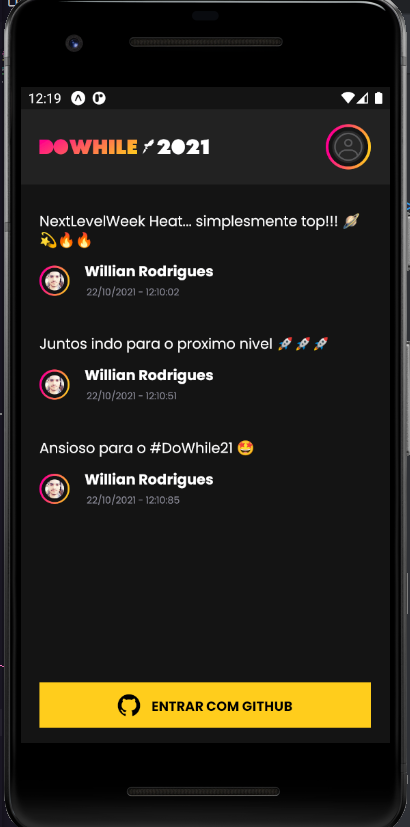 12:19
DOWHILE 2021
NextLevelWeek Heat... simplesmente top!!! 🪐
💫🔥🔥
Willian Rodrigues
22/10/2021 - 12:10:02
Juntos indo para o proximo nivel 🚀🚀🚀
Willian Rodrigues
22/10/2021 - 12:10:51
Ansioso para o #DoWhile21 🤩
Willian Rodrigues
22/10/2021 - 12:10:85
ENTRAR COM GITHUB